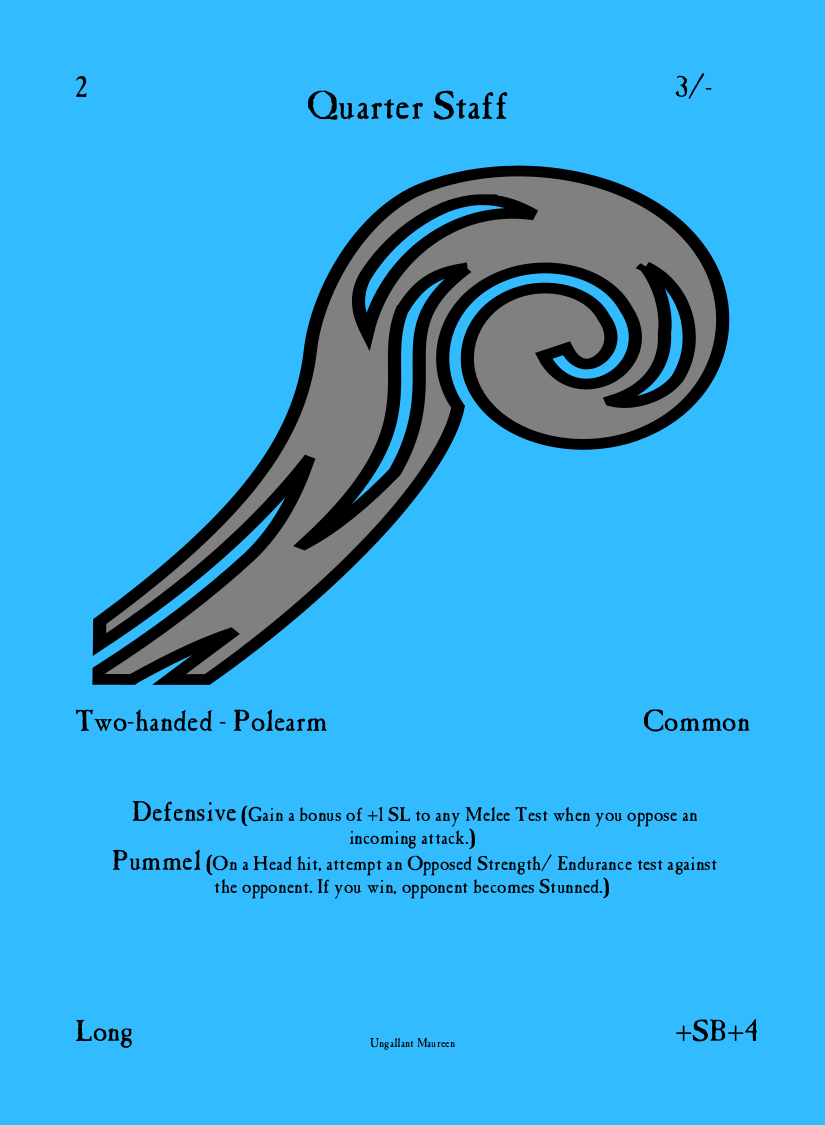 2
3/-
Quarter Staff
Two-handed - Polearm
Common
Defensive (Gain a bonus of +1 SL to any Melee Test when you oppose an
incoming attack.)
Pummel (On a Head hit, attempt an Opposed Strength/ Endurance test against
the opponent. If you win, opponent becomes Stunned.)
Long
Ungallant Maureen
+SB+4